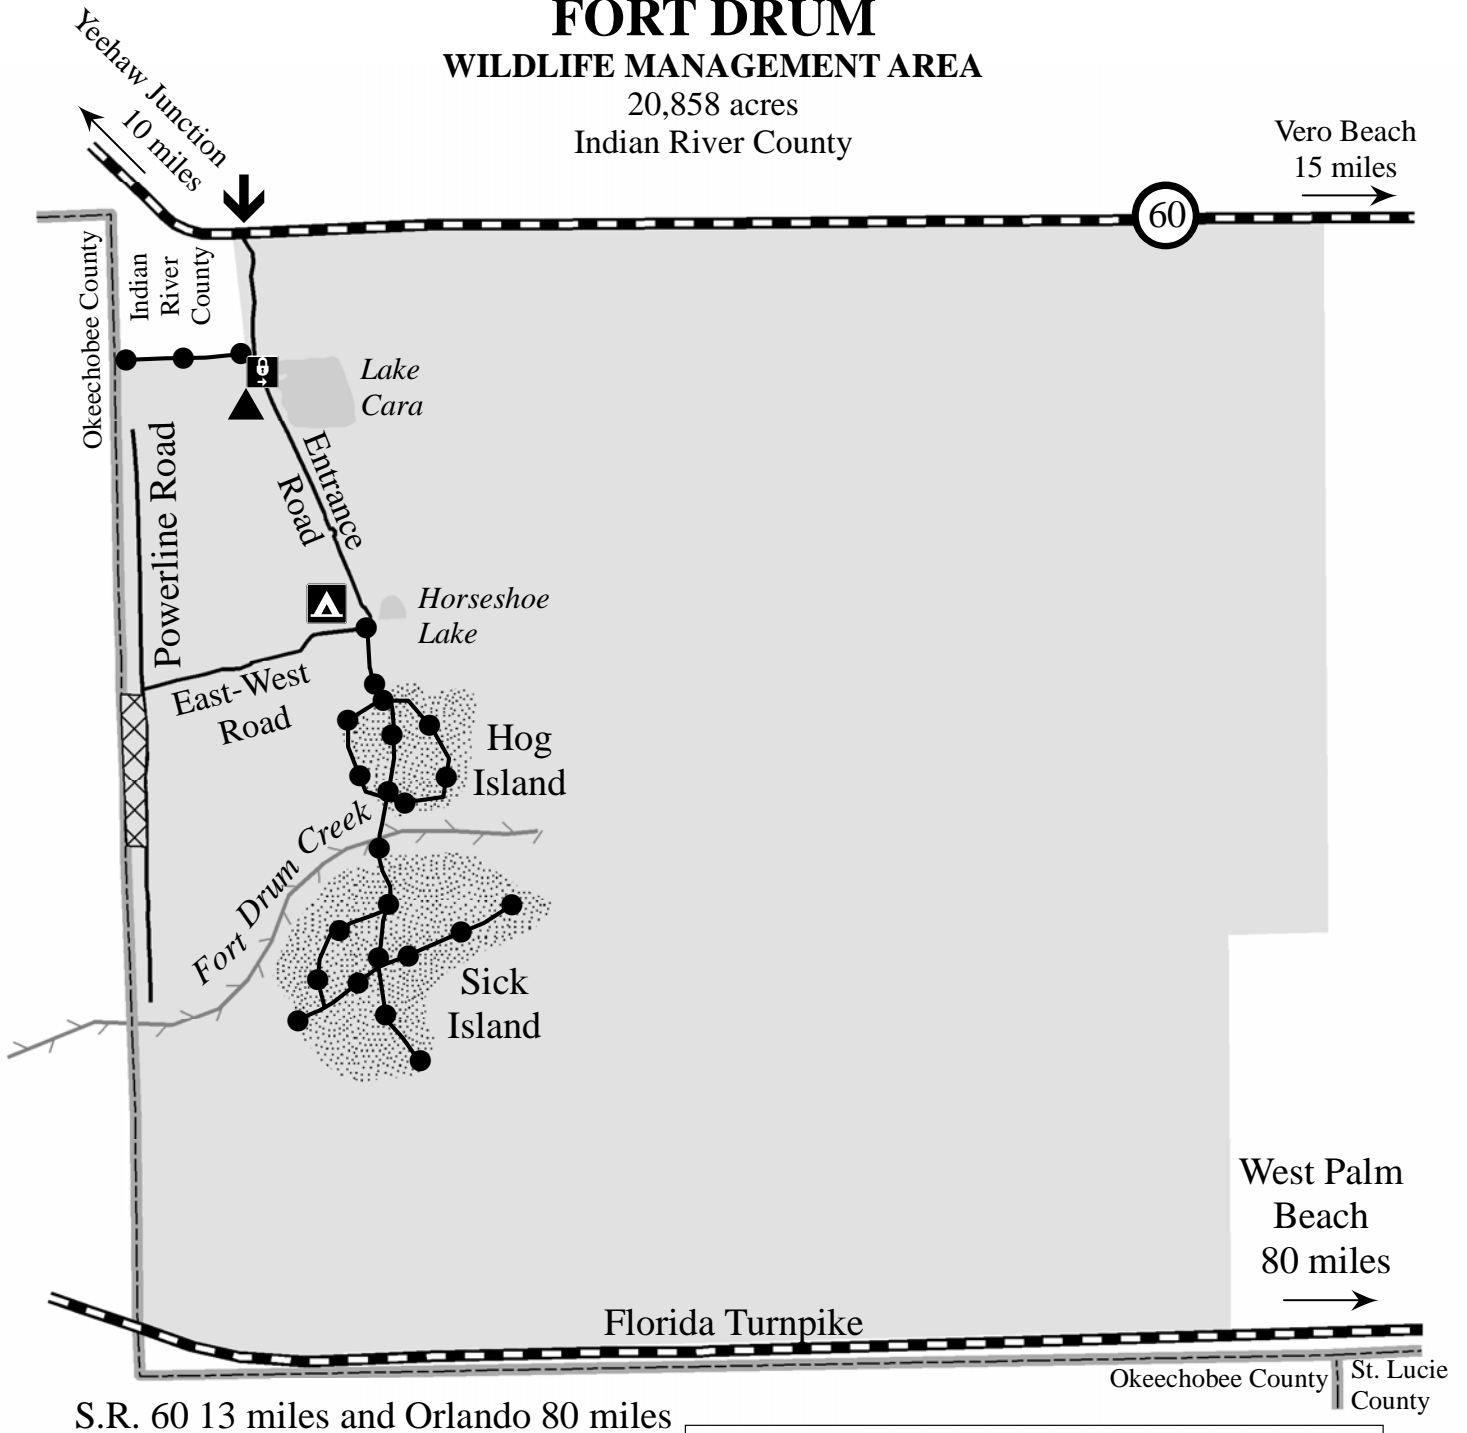 FORT DRUM
WILDLIFE MANAGEMENT AREA
20,858 acres
Indian River County
Yeehaw Junction
10 miles
Vero Beach
15 miles
60
Okeechobee County
Indian
River
County
Lake
Cara
Entrance
Road
Powerline Road
Horseshoe
Lake
East-West
Road
Hog
Island
Fort Drum Creek
Sick
Island
West Palm
Beach
80 miles
Florida Turnpike
Okeechobee County
St. Lucie
County
S.R. 60 13 miles and Orlando 80 miles